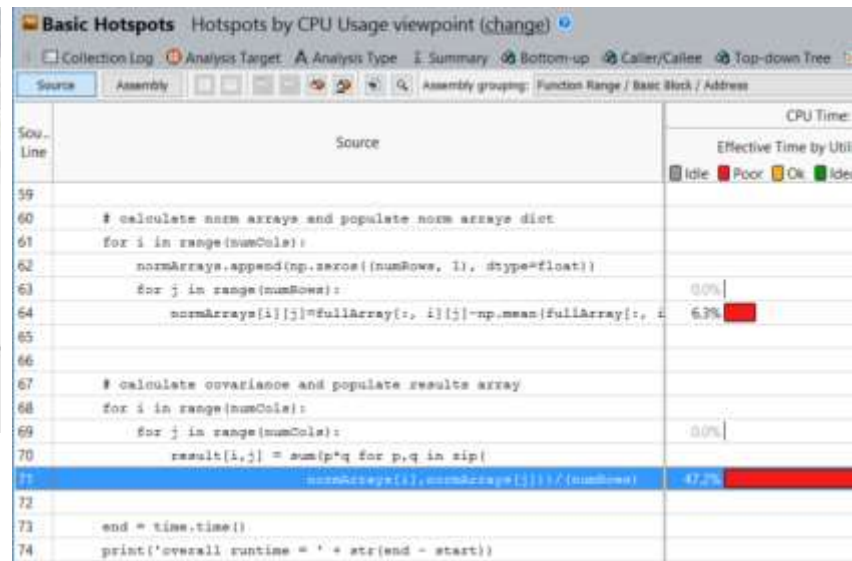 Basic Hotspots Hotspots by CPU Usage viewpoint (change)
Collection Log Analysis Target Analysis Type Summary Bottom-up Caller/Callee Top-down Tree
Source Assembly Assembly grouping: Function Range / Basic Block / Address
CPU Time:
Sou..
Line
Source
Effective Time by Util
Idle Poor Ok Idea
59
60 # calculate norm arrays and populate norm arrays dict
61 for i in range(numCols):
62 normArrays.append(np.zeros((numRows, 1), dtype=float))
63 for j in range(numRows): 0.0%
64 normArrays[i][j]=fullArray[:, i][j]-np.mean(fullArray[:, i 6.3%
65
66
67 # calculate covariance and populate results array
68 for i in range(numCols):
69 for j in range(numCols): 0.0%
70 result[i,j] = sum(p*q for p,q in zip(
71 normArrays[i],normArrays[j]))/(numRows) 47.2%
72
73 end = time.time()
74 print('overall runtime = ' + str(end - start))